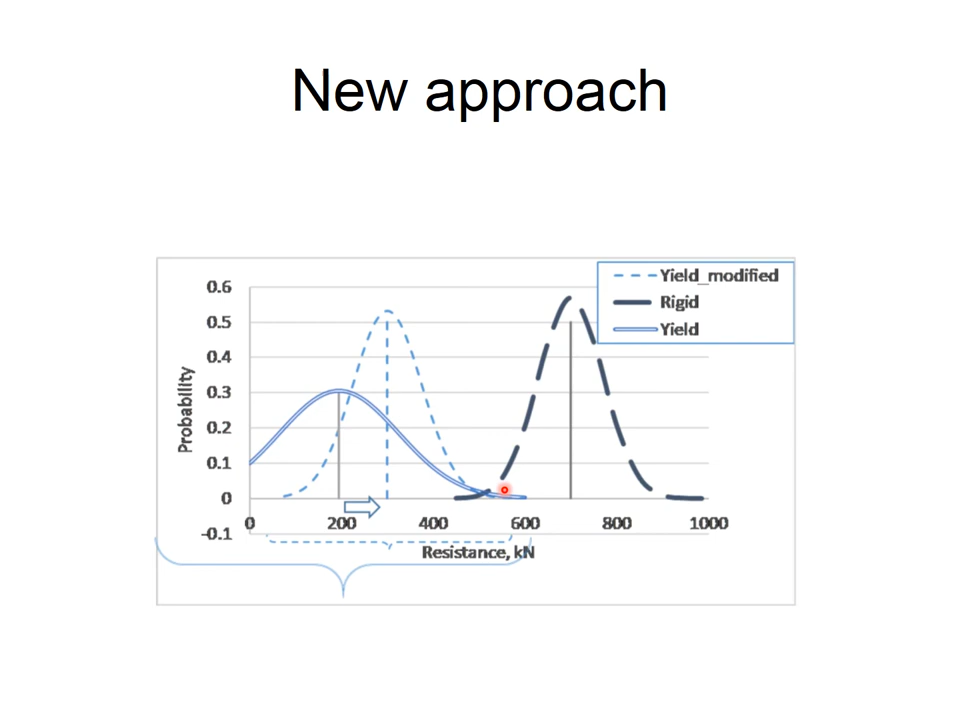 New approach
Yield_modified
Rigid
Yield
0.6
0.5
0.4
0.3
0.2
0.1
0
-0.1
Probability
0 200 400 600 800 1000
Resistance, kN